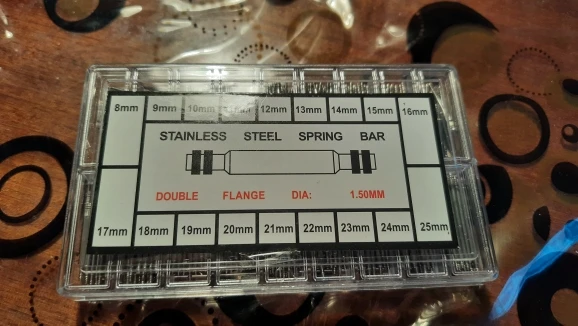 8mm 9mm 10mm 11mm 12mm 13mm 14mm 15mm 16mm
STAINLESS STEEL SPRING BAR
DOUBLE FLANGE DIA: 1.50MM
17mm 18mm 19mm 20mm 21mm 22mm 23mm 24mm 25mm